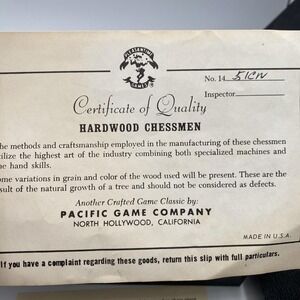 No. 14 51CN
Inspector
Certificate of Quality
HARDWOOD CHESSMEN
he methods and craftsmanship employed in the manufacturing of these chessmen
tilize the highest art of the industry combining both specialized machines and
ne hand skills.
ome variations in grain and color of the wood used will be present. These are the
sult of the natural growth of a tree and should not be considered as defects.
Another Crafted Game Classic by:
PACIFIC GAME COMPANY
NORTH HOLLYWOOD, CALIFORNIA
MADE IN U.S.A.
If you have a complaint regarding these goods, return this slip with full particulars.